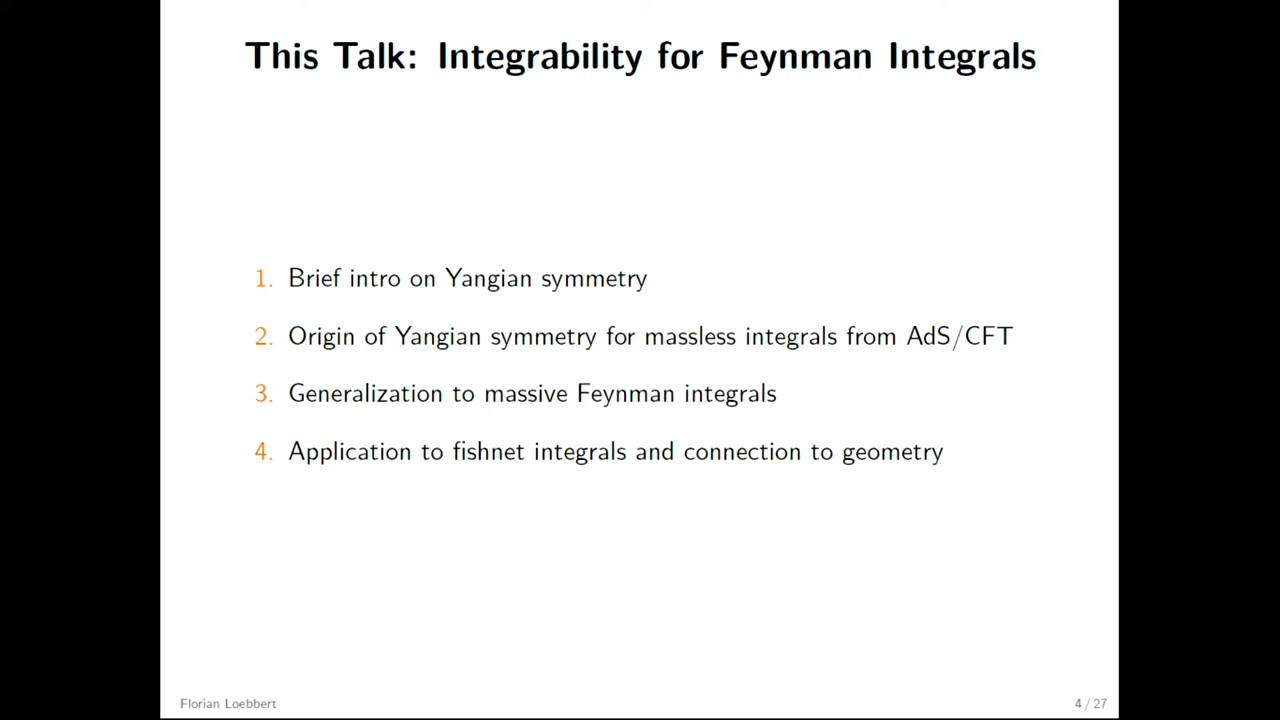 This Talk: Integrability for Feynman Integrals
1. Brief intro on Yangian symmetry
2. Origin of Yangian symmetry for massless integrals from AdS/CFT
3. Generalization to massive Feynman integrals
4. Application to fishnet integrals and connection to geometry
Florian Loebbert
4 / 27